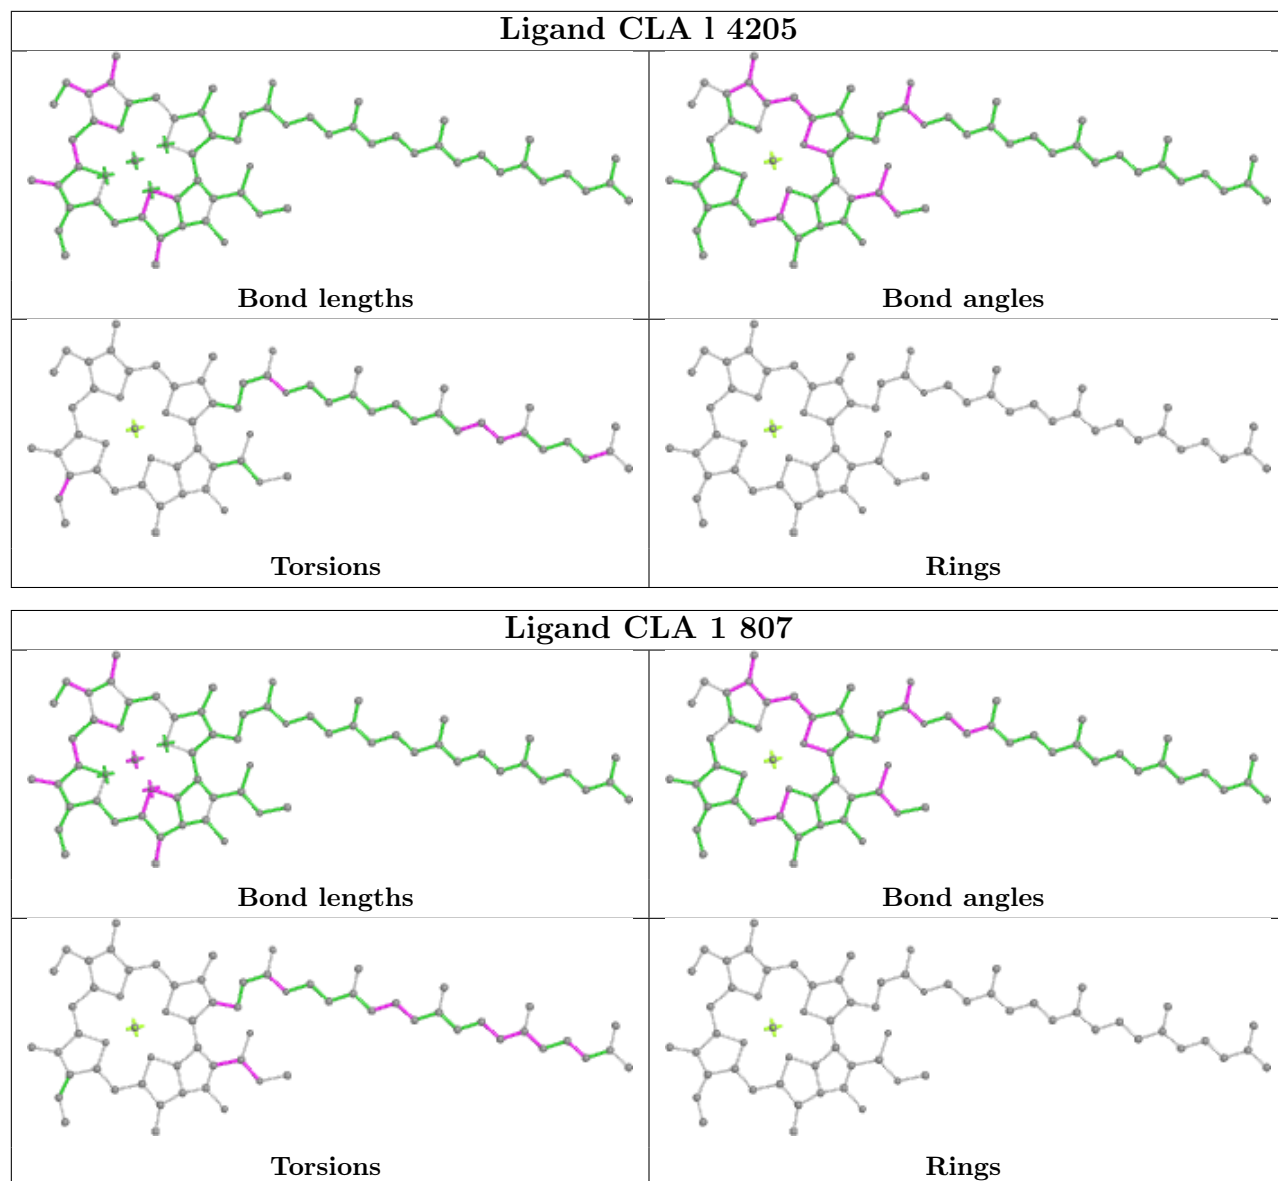 Ligand CLA l 4205
Bond lengths
Bond angles
Torsions
Rings
Ligand CLA 1 807
Bond lengths
Bond angles
Torsions
Rings